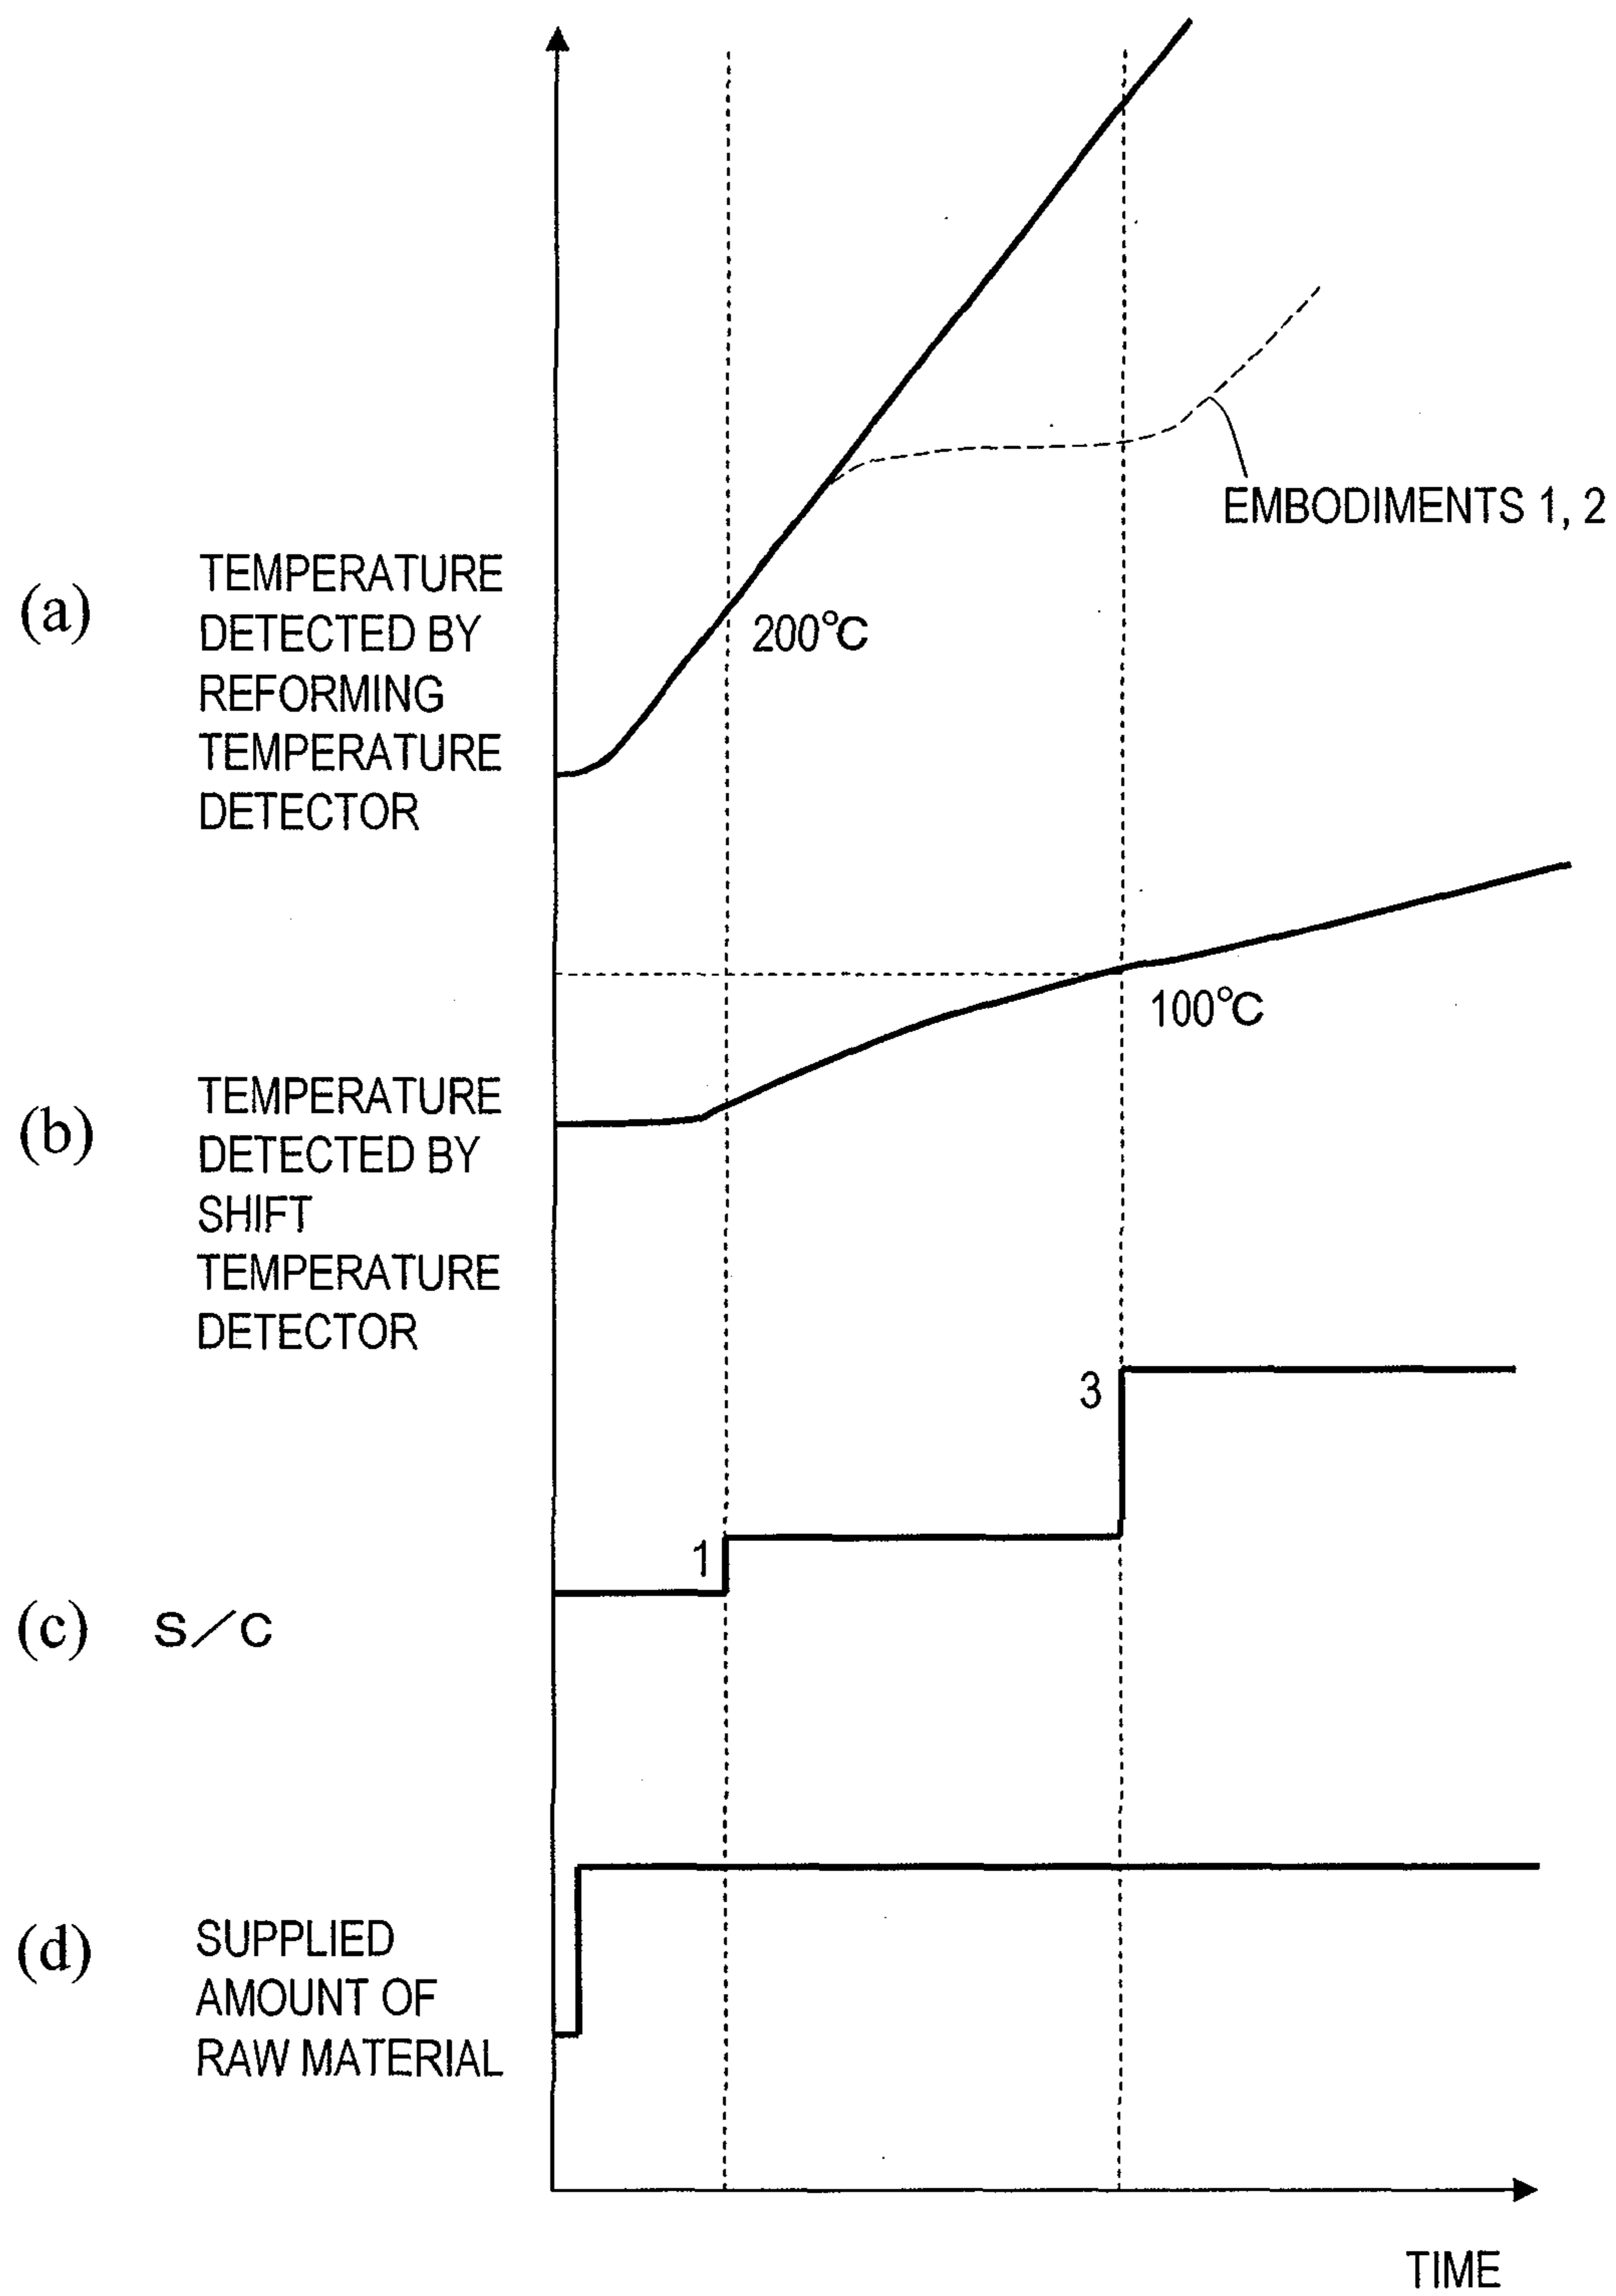 EMBODIMENTS 1, 2
(a)
TEMPERATURE
DETECTED BY
REFORMING
TEMPERATURE
DETECTOR
200°C
100°C
(b)
TEMPERATURE
DETECTED BY
SHIFT
TEMPERATURE
DETECTOR
3
1
(c) S/C
(d)
SUPPLIED
AMOUNT OF
RAW MATERIAL
TIME